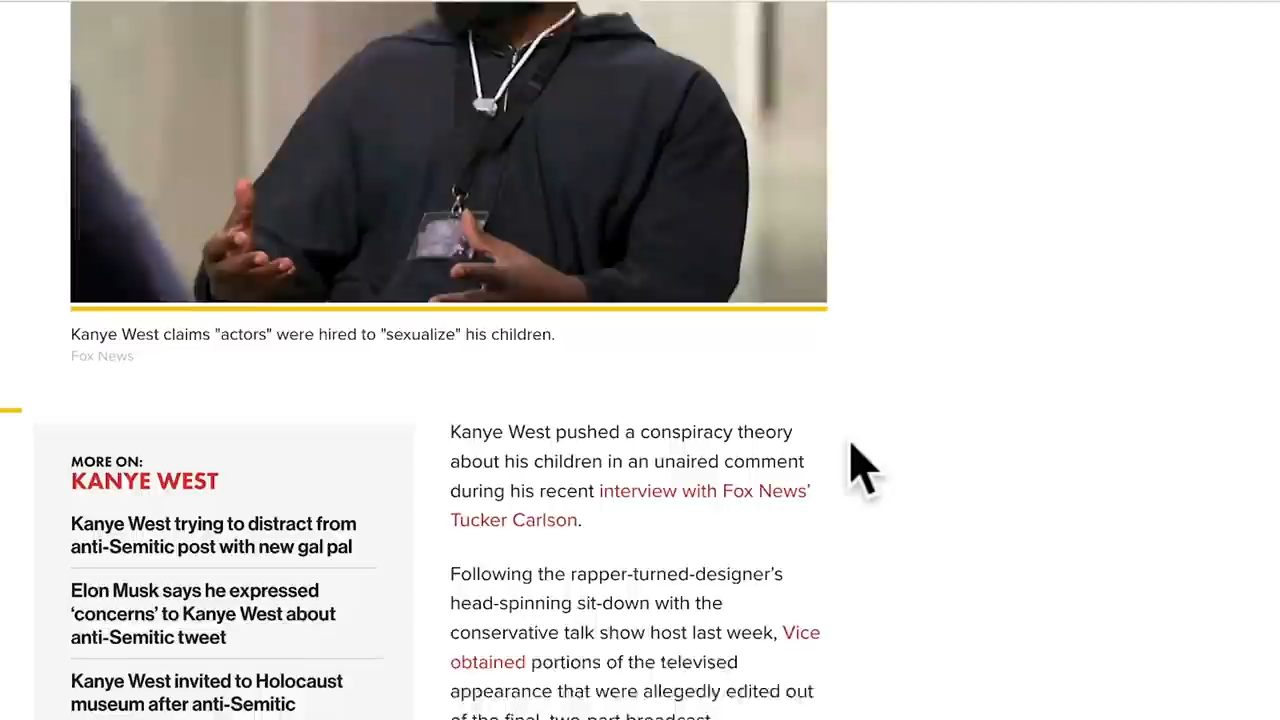 Kanye West claims "actors" were hired to "sexualize" his children.
Fox News
MORE ON:
KANYE WEST
Kanye West trying to distract from
anti-Semitic post with new gal pal
Elon Musk says he expressed
‘concerns’ to Kanye West about
anti-Semitic tweet
Kanye West invited to Holocaust
museum after anti-Semitic
Kanye West pushed a conspiracy theory
about his children in an unaired comment
during his recent interview with Fox News’
Tucker Carlson.
Following the rapper-turned-designer’s
head-spinning sit-down with the
conservative talk show host last week, Vice
obtained portions of the televised
appearance that were allegedly edited out
of the final, two-part broadcast.